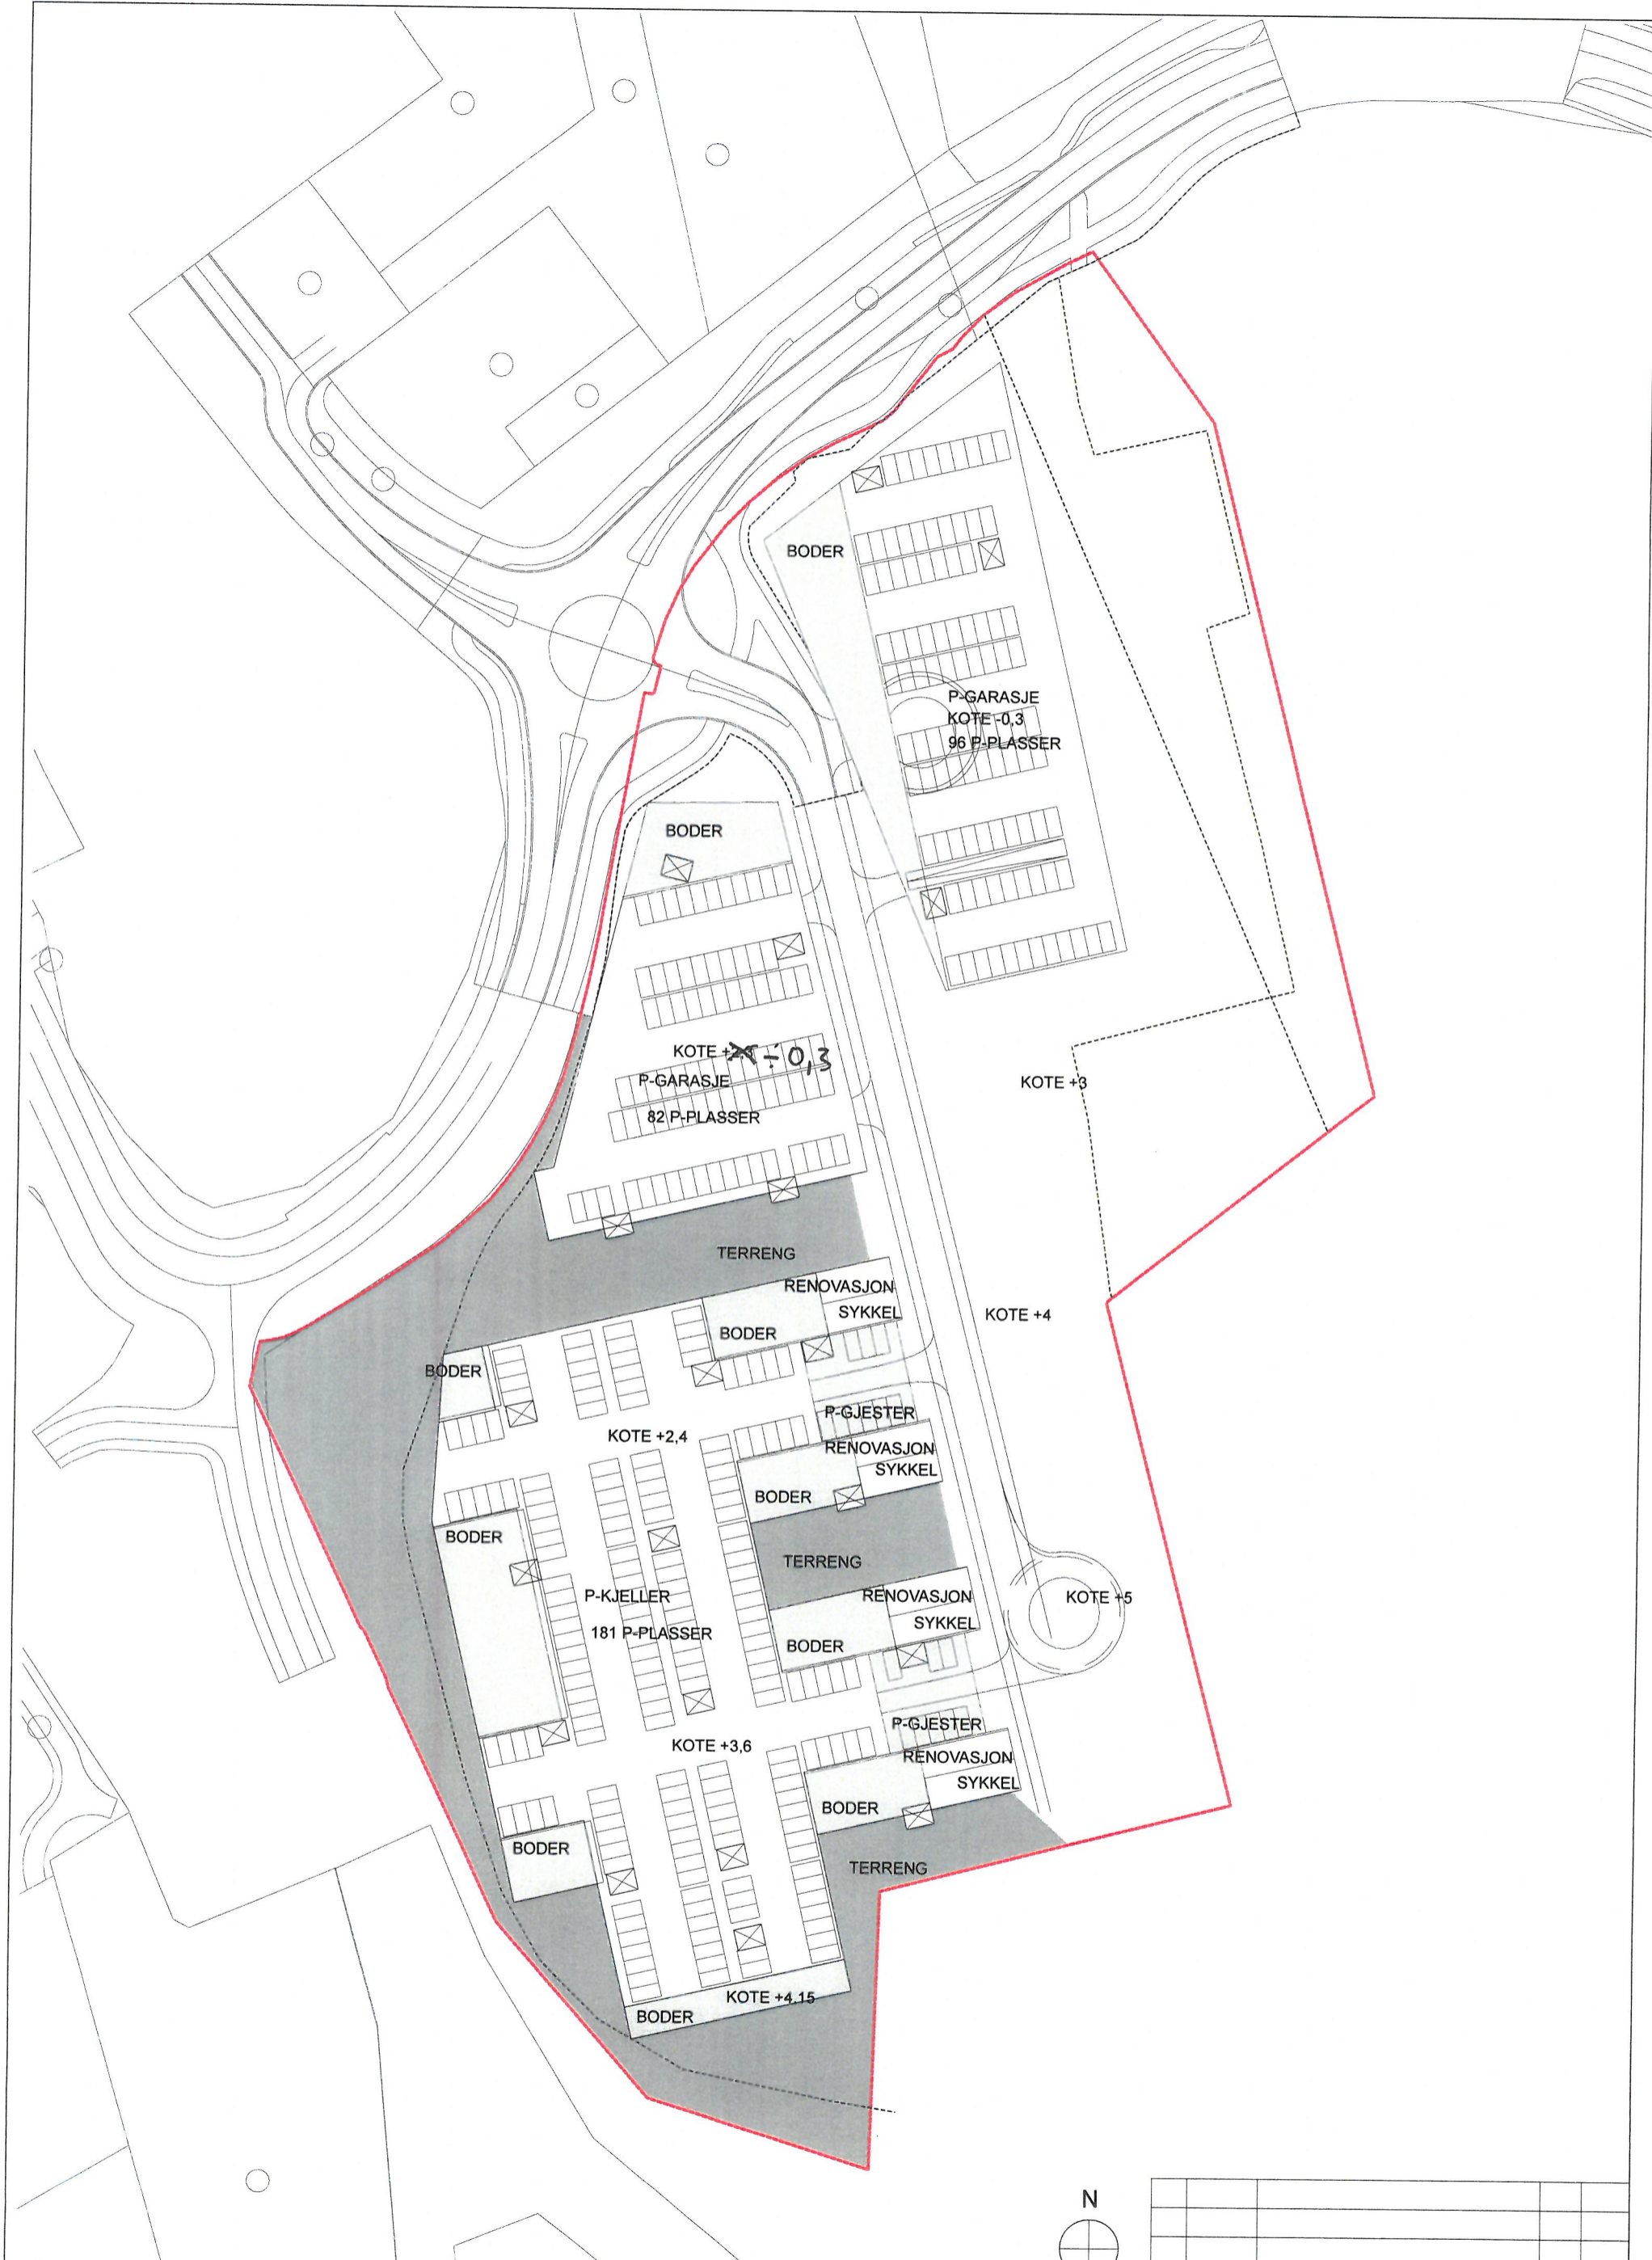 BODER
P-GARASJE
KOTE -0,3
96 P-PLASSER
BODER
KOTE + ÷ 0,3
P-GARASJE
82 P-PLASSER
KOTE +3
TERRENG
RENOVASJON
SYKKEL
BODER
KOTE +4
BODER
P-GJESTER
KOTE +2,4
RENOVASJON
SYKKEL
BODER
BODER
TERRENG
P-KJELLER
181 P-PLASSER
RENOVASJON
SYKKEL
KOTE +5
BODER
P-GJESTER
KOTE +3,6
RENOVASJON
SYKKEL
BODER
BODER
TERRENG
KOTE +4,15
BODER
N